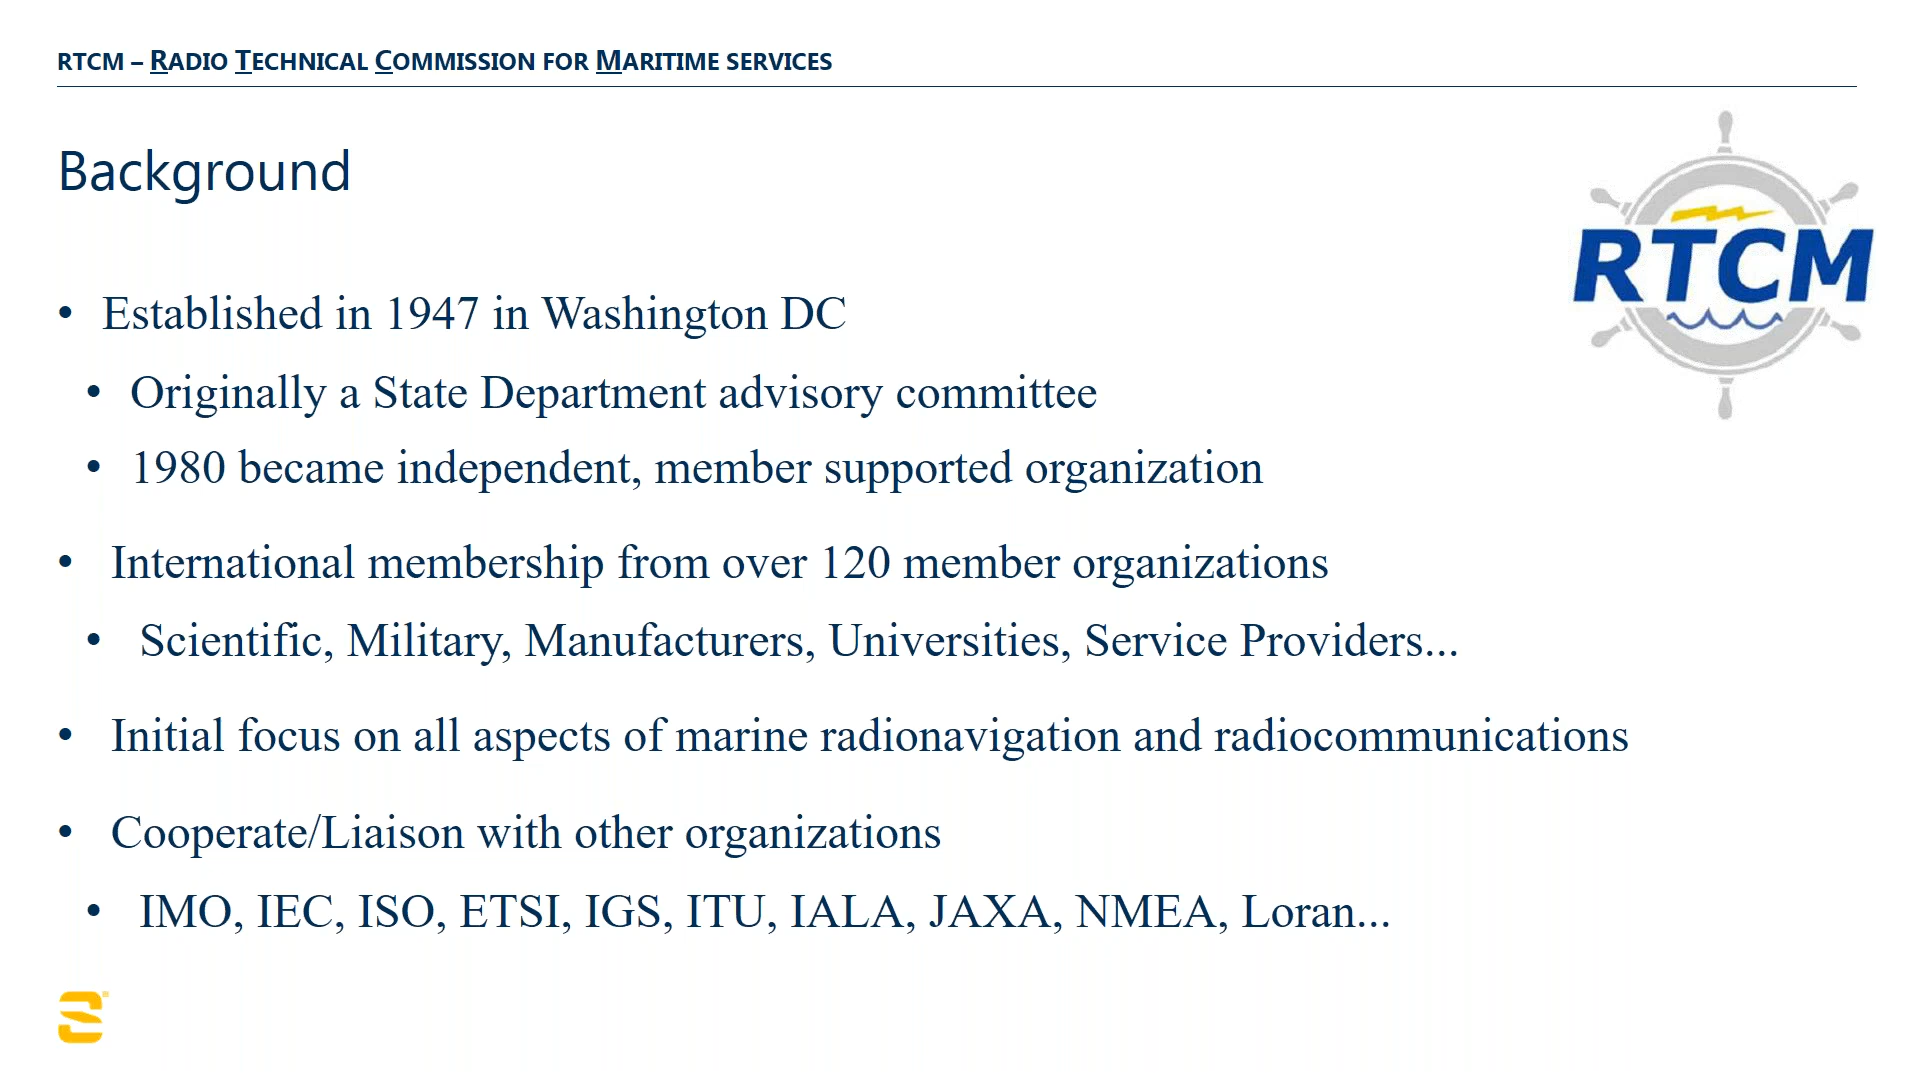 RTCM – RADIO TECHNICAL COMMISSION FOR MARITIME SERVICES
Background
RTCM
• Established in 1947 in Washington DC
• Originally a State Department advisory committee
• 1980 became independent, member supported organization
• International membership from over 120 member organizations
• Scientific, Military, Manufacturers, Universities, Service Providers...
• Initial focus on all aspects of marine radionavigation and radiocommunications
• Cooperate/Liaison with other organizations
• IMO, IEC, ISO, ETSI, IGS, ITU, IALA, JAXA, NMEA, Loran...